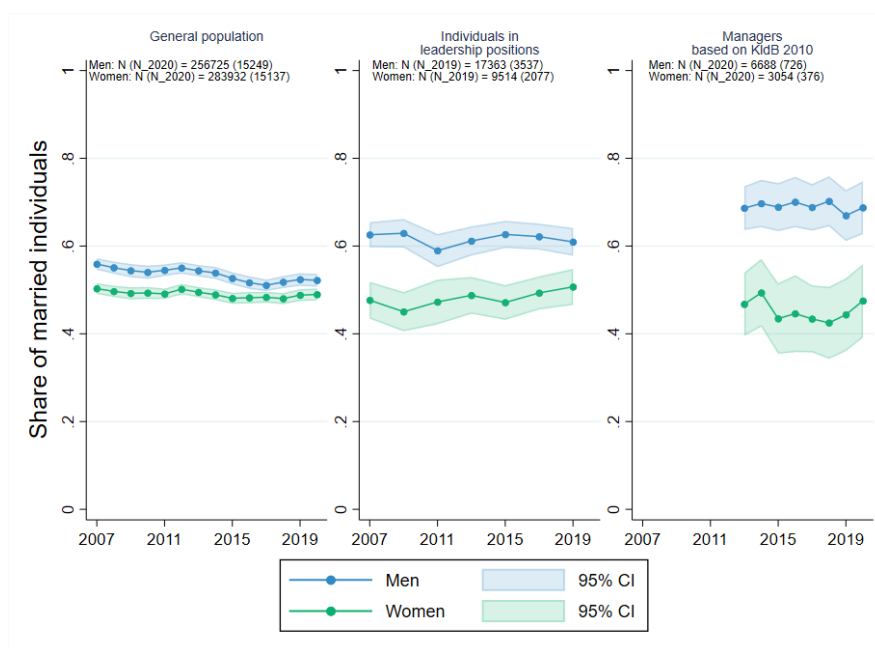 General population
Men: N (N_2020) = 256725 (15249)
Women: N (N_2020) = 283932 (15137)
Individuals in
leadership positions
Men: N (N_2019) = 17363 (3537)
Women: N (N_2019) = 9514 (2077)
Managers
based on KldB 2010
Men: N (N_2020) = 6688 (726)
Women: N (N_2020) = 3054 (376)
Share of married individuals
1
.8
.6
.4
.2
0
2007 2011 2015 2019
1
.8
.6
.4
.2
0
2007 2011 2015 2019
1
.8
.6
.4
.2
0
2007 2011 2015 2019
Men 95% CI
Women 95% CI